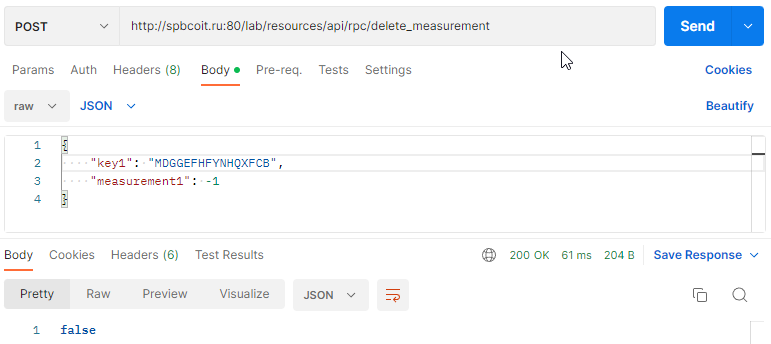 POST http://spbcoit.ru:80/lab/resources/api/rpc/delete_measurement Send
Params Auth Headers (8) Body Pre-req. Tests Settings Cookies
raw JSON Beautify
1 {
2 "key1": "MDGGEFHFYNHQXFCB",
3 "measurement1": -1
4 }
Body Cookies Headers (6) Test Results 200 OK 61 ms 204 B Save Response
Pretty Raw Preview Visualize JSON
1 false